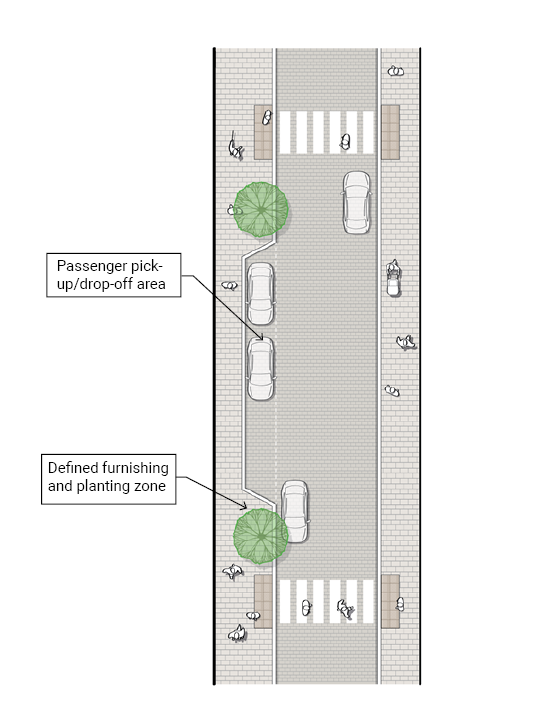 Passenger pick-
up/drop-off area
Defined furnishing
and planting zone